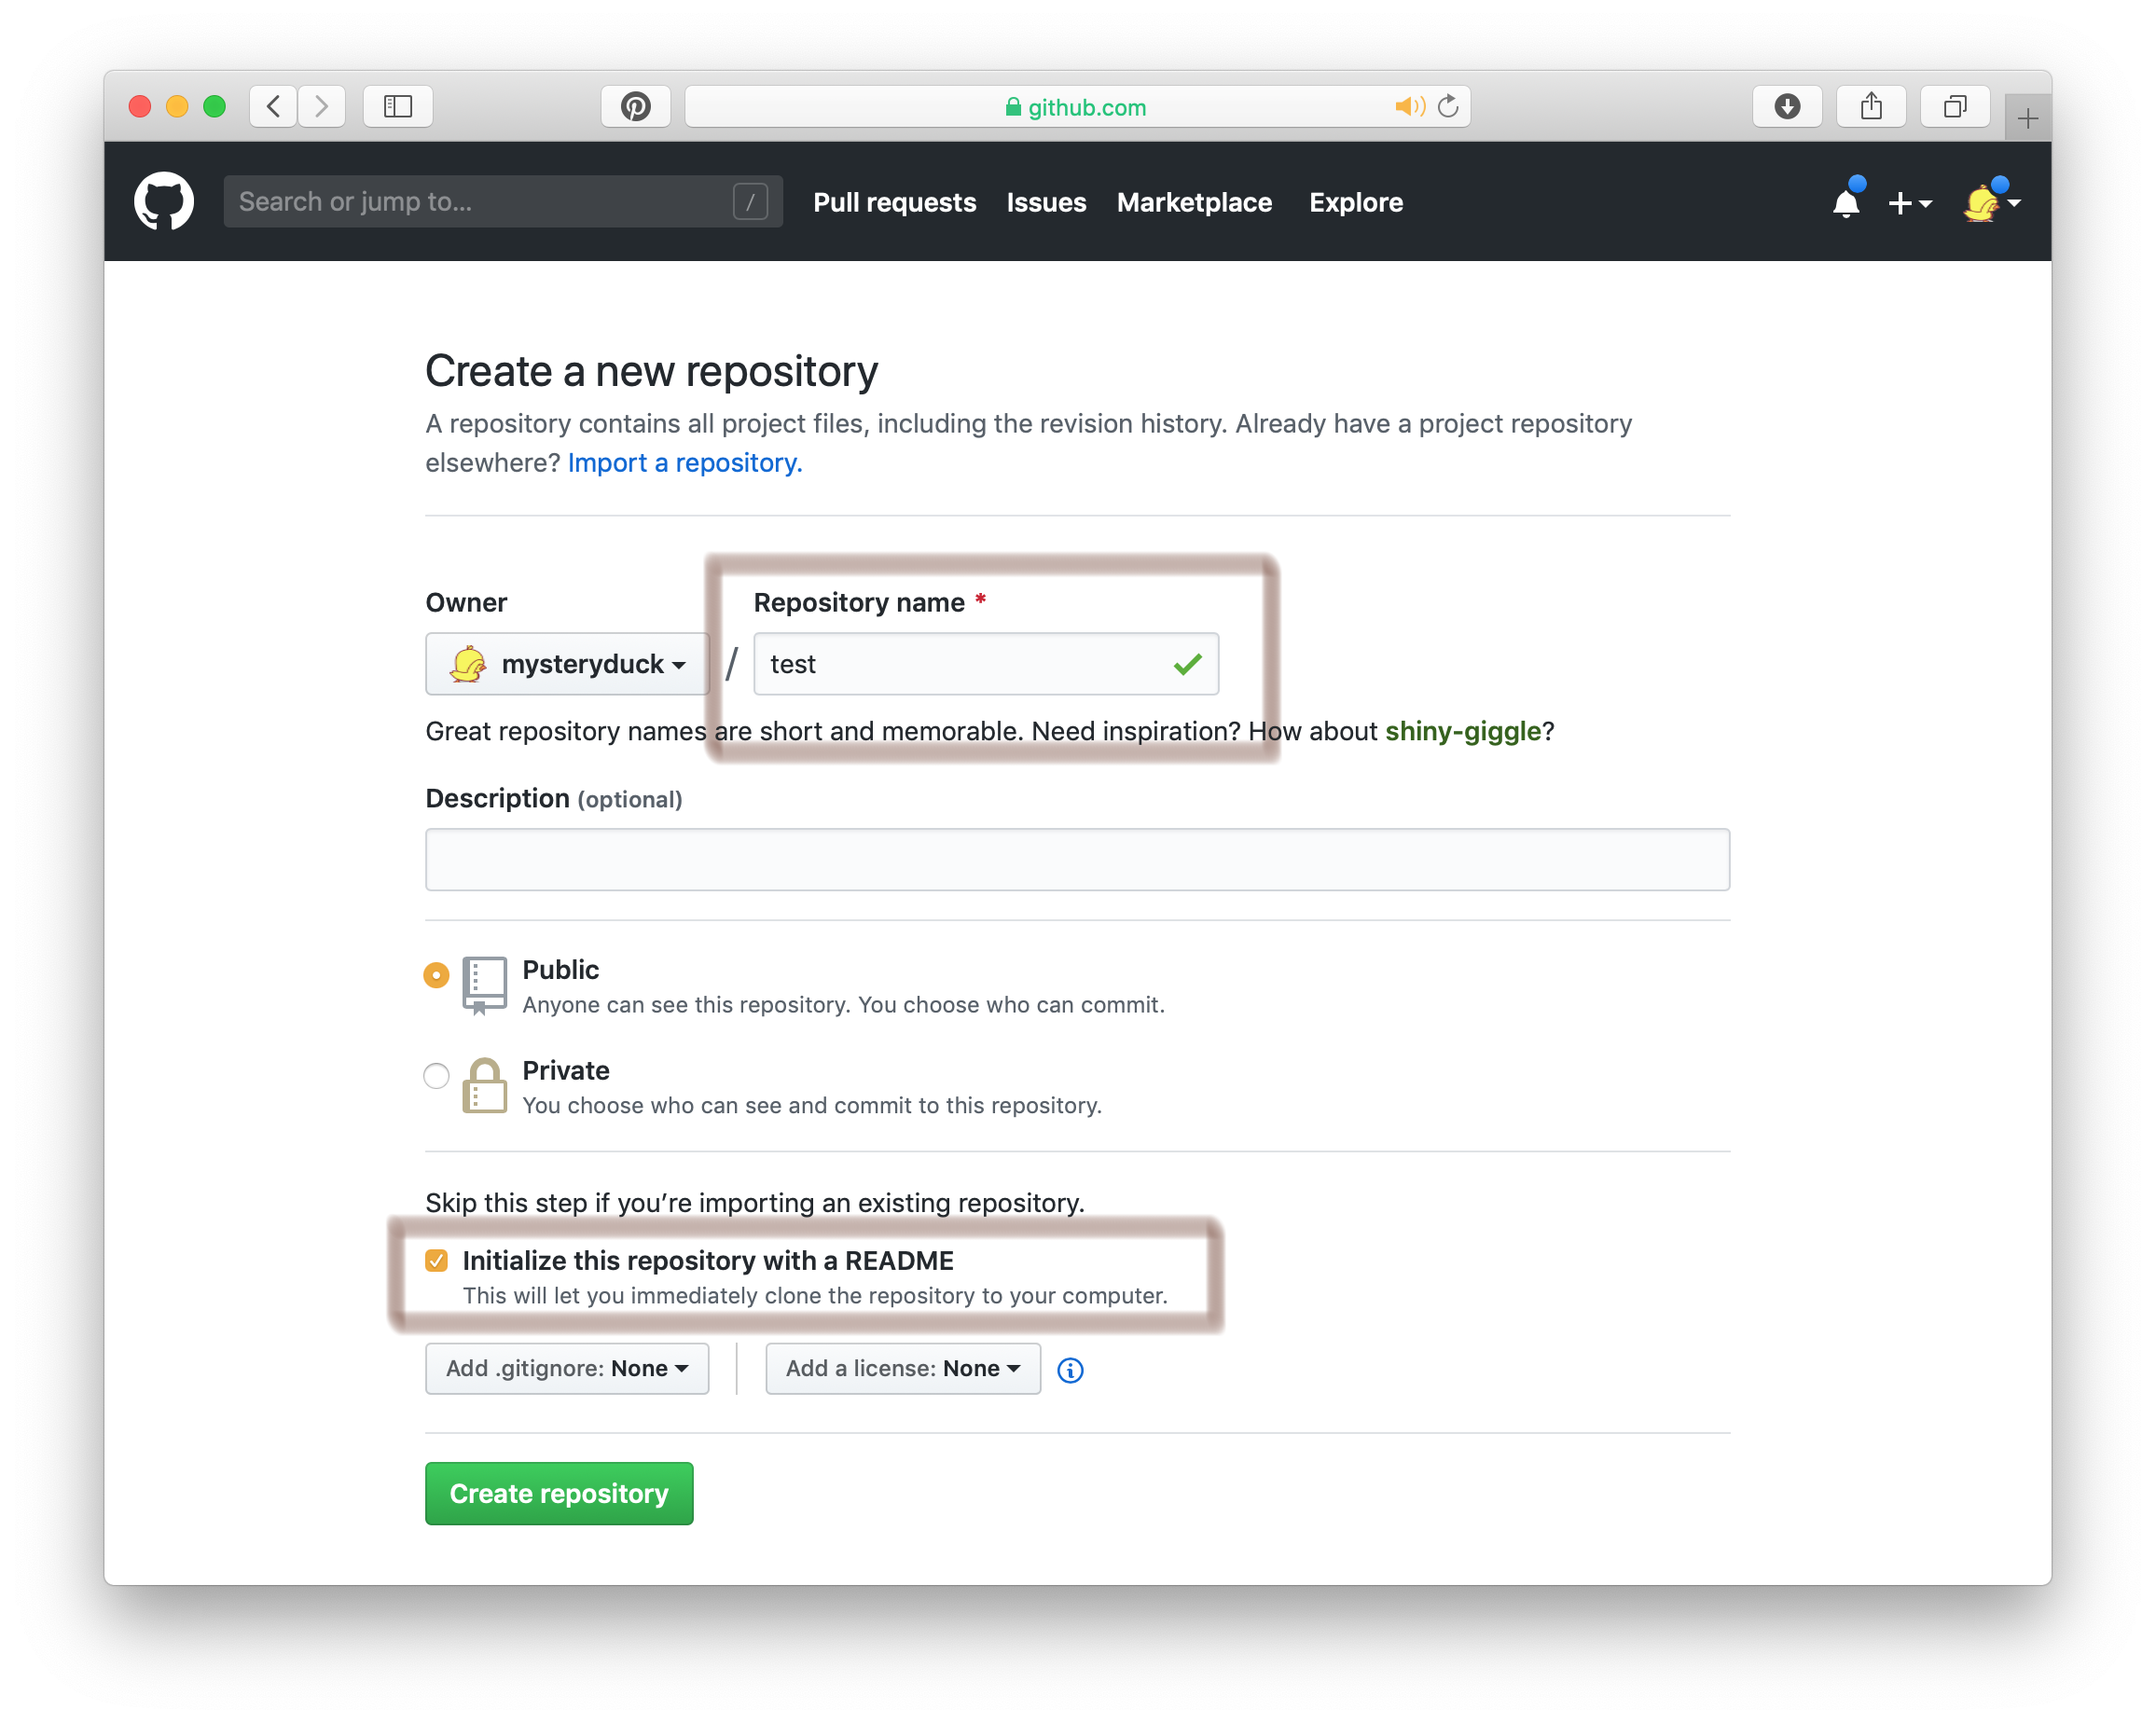 github.com
Search or jump to... /
Pull requests Issues Marketplace Explore
Create a new repository
A repository contains all project files, including the revision history. Already have a project repository
elsewhere? Import a repository.
Owner
Repository name *
mysteryduck / test
Great repository names are short and memorable. Need inspiration? How about shiny-giggle?
Description (optional)
Public
Anyone can see this repository. You choose who can commit.
Private
You choose who can see and commit to this repository.
Skip this step if you’re importing an existing repository.
Initialize this repository with a README
This will let you immediately clone the repository to your computer.
Add .gitignore: None
Add a license: None
Create repository